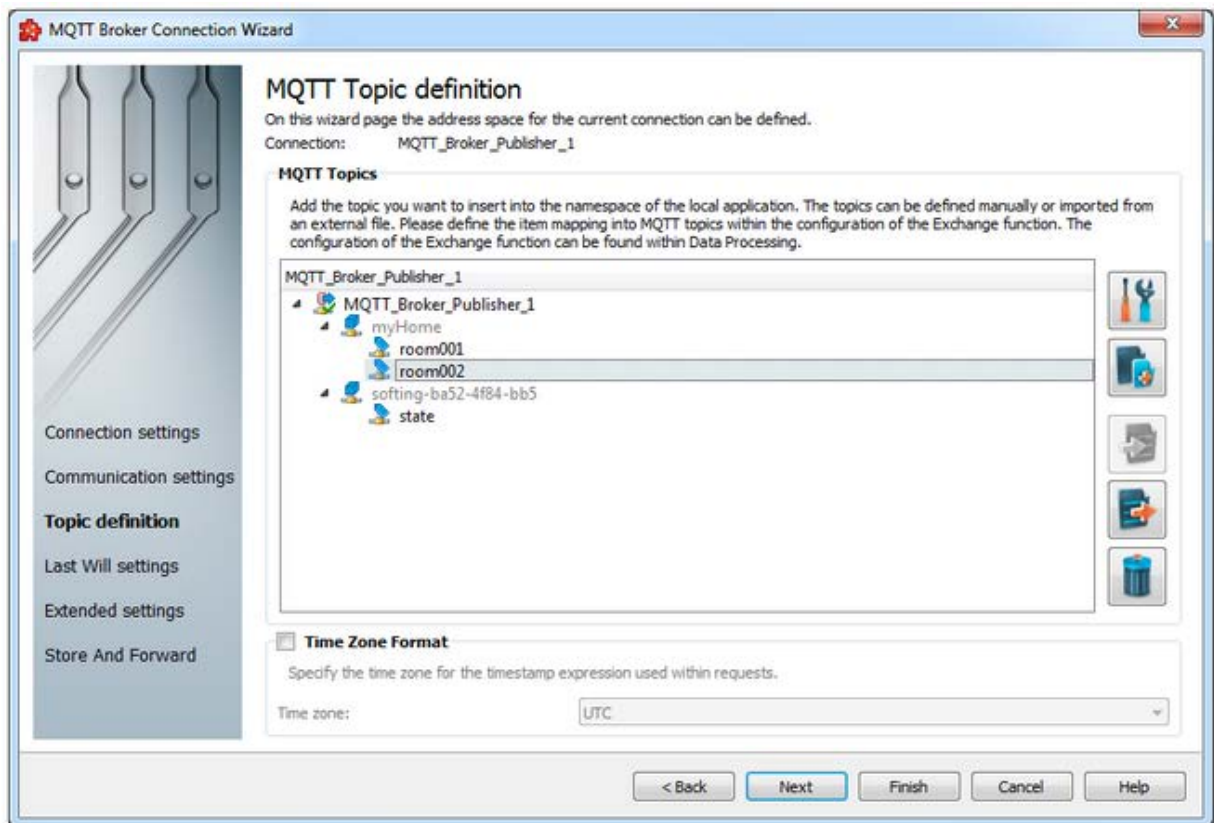 MQTT Broker Connection Wizard
MQTT Topic definition
On this wizard page the address space for the current connection can be defined.
Connection: MQTT_Broker_Publisher_1
MQTT Topics
Add the topic you want to insert into the namespace of the local application. The topics can be defined manually or imported from
an external file. Please define the item mapping into MQTT topics within the configuration of the Exchange function. The
configuration of the Exchange function can be found within Data Processing.
MQTT_Broker_Publisher_1
MQTT_Broker_Publisher_1
myHome
room001
room002
softing-ba52-4f84-bb5
state
Connection settings
Communication settings
Topic definition
Last Will settings
Extended settings
Store And Forward
Time Zone Format
Specify the time zone for the timestamp expression used within requests.
Time zone: UTC
< Back Next Finish Cancel Help